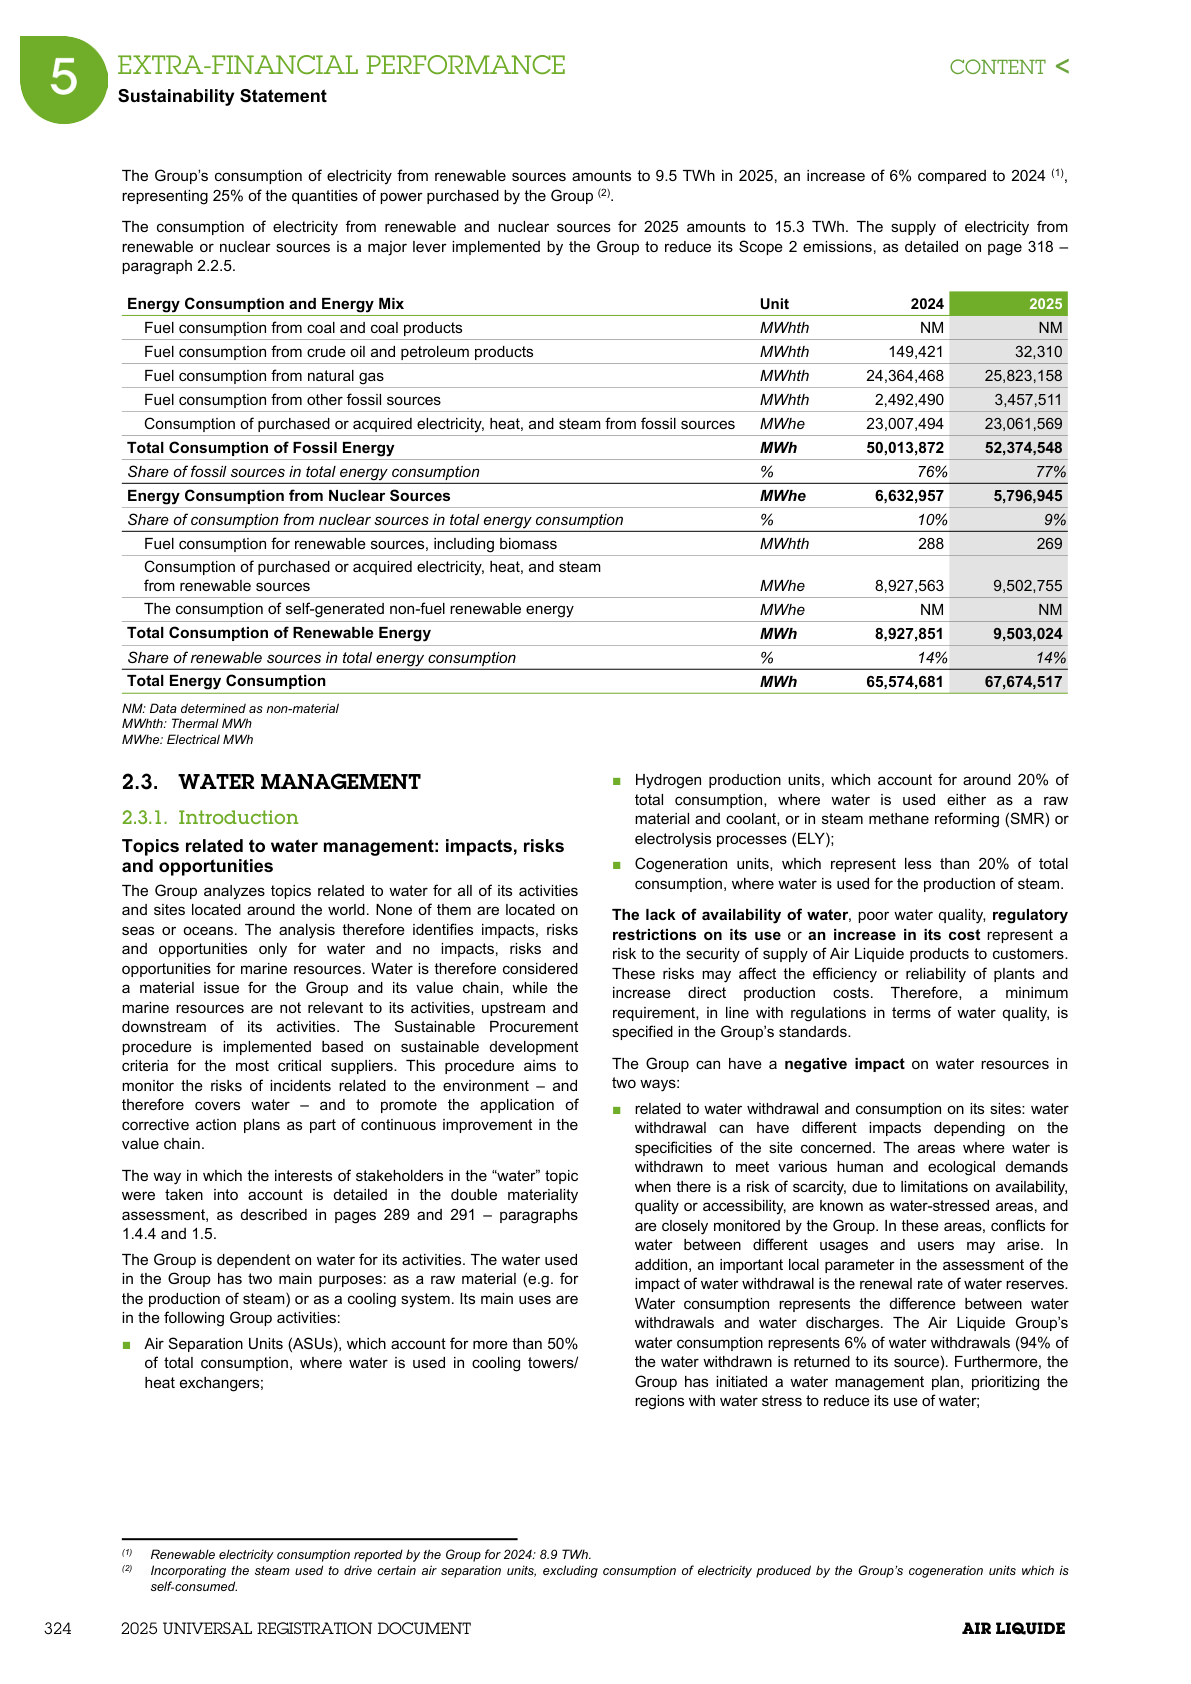 5
EXTRA-FINANCIAL PERFORMANCE
CONTENT <
Sustainability Statement
The Group's consumption of electricity from renewable sources amounts to 9.5 TWh in 2025, an increase of 6% compared to 2024 (1),
representing 25% of the quantities of power purchased by the Group (2).
The consumption of electricity from renewable and nuclear sources for 2025 amounts to 15.3 TWh. The supply of electricity from
renewable or nuclear sources is a major lever implemented by the Group to reduce its Scope 2 emissions, as detailed on page 318 –
paragraph 2.2.5.
Energy Consumption and Energy Mix Unit 2024 2025
Fuel consumption from coal and coal products MWhth NM NM
Fuel consumption from crude oil and petroleum products MWhth 149,421 32,310
Fuel consumption from natural gas MWhth 24,364,468 25,823,158
Fuel consumption from other fossil sources MWhth 2,492,490 3,457,511
Consumption of purchased or acquired electricity, heat, and steam from fossil sources MWhe 23,007,494 23,061,569
Total Consumption of Fossil Energy MWh 50,013,872 52,374,548
Share of fossil sources in total energy consumption % 76% 77%
Energy Consumption from Nuclear Sources MWhe 6,632,957 5,796,945
Share of consumption from nuclear sources in total energy consumption % 10% 9%
Fuel consumption for renewable sources, including biomass MWhth 288 269
Consumption of purchased or acquired electricity, heat, and steam
from renewable sources MWhe 8,927,563 9,502,755
The consumption of self-generated non-fuel renewable energy MWhe NM NM
Total Consumption of Renewable Energy MWh 8,927,851 9,503,024
Share of renewable sources in total energy consumption % 14% 14%
Total Energy Consumption MWh 65,574,681 67,674,517
NM: Data determined as non-material
MWhth: Thermal MWh
MWhe: Electrical MWh
2.3. WATER MANAGEMENT
2.3.1. Introduction
Topics related to water management: impacts, risks
and opportunities
The Group analyzes topics related to water for all of its activities
and sites located around the world. None of them are located on
seas or oceans. The analysis therefore identifies impacts, risks
and opportunities only for water and no impacts, risks and
opportunities for marine resources. Water is therefore considered
a material issue for the Group and its value chain, while the
marine resources are not relevant to its activities, upstream and
downstream of its activities. The Sustainable Procurement
procedure is implemented based on sustainable development
criteria for the most critical suppliers. This procedure aims to
monitor the risks of incidents related to the environment – and
therefore covers water – and to promote the application of
corrective action plans as part of continuous improvement in the
value chain.
The way in which the interests of stakeholders in the “water” topic
were taken into account is detailed in the double materiality
assessment, as described in pages 289 and 291 – paragraphs
1.4.4 and 1.5.
The Group is dependent on water for its activities. The water used
in the Group has two main purposes: as a raw material (e.g. for
the production of steam) or as a cooling system. Its main uses are
in the following Group activities:
■ Air Separation Units (ASUs), which account for more than 50%
of total consumption, where water is used in cooling towers/
heat exchangers;
■ Hydrogen production units, which account for around 20% of
total consumption, where water is used either as a raw
material and coolant, or in steam methane reforming (SMR) or
electrolysis processes (ELY);
■ Cogeneration units, which represent less than 20% of total
consumption, where water is used for the production of steam.
The lack of availability of water, poor water quality, regulatory
restrictions on its use or an increase in its cost represent a
risk to the security of supply of Air Liquide products to customers.
These risks may affect the efficiency or reliability of plants and
increase direct production costs. Therefore, a minimum
requirement, in line with regulations in terms of water quality, is
specified in the Group's standards.
The Group can have a negative impact on water resources in
two ways:
■ related to water withdrawal and consumption on its sites: water
withdrawal can have different impacts depending on the
specificities of the site concerned. The areas where water is
withdrawn to meet various human and ecological demands
when there is a risk of scarcity, due to limitations on availability,
quality or accessibility, are known as water-stressed areas, and
are closely monitored by the Group. In these areas, conflicts for
water between different usages and users may arise. In
addition, an important local parameter in the assessment of the
impact of water withdrawal is the renewal rate of water reserves.
Water consumption represents the difference between water
withdrawals and water discharges. The Air Liquide Group's
water consumption represents 6% of water withdrawals (94% of
the water withdrawn is returned to its source). Furthermore, the
Group has initiated a water management plan, prioritizing the
regions with water stress to reduce its use of water;
(1) Renewable electricity consumption reported by the Group for 2024: 8.9 TWh.
(2) Incorporating the steam used to drive certain air separation units, excluding consumption of electricity produced by the Group's cogeneration units which is
self-consumed.
324 2025 UNIVERSAL REGISTRATION DOCUMENT AIR LIQUIDE